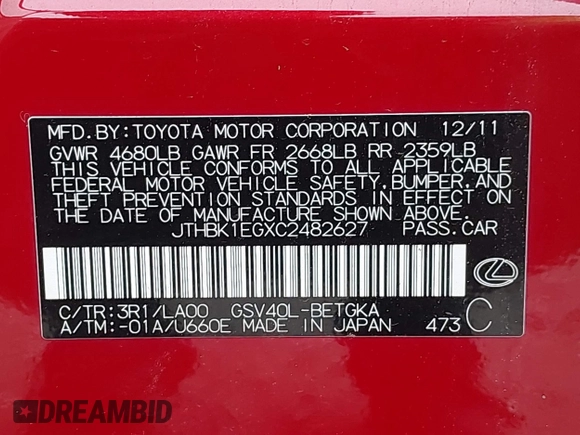 MFD.BY:TOYOTA MOTOR CORPORATION 12/11
GVWR 4680LB GAWR FR 2668LB RR 2359LB
THIS VEHICLE CONFORMS TO ALL APPLICABLE
FEDERAL MOTOR VEHICLE SAFETY,BUMPER,AND
THEFT PREVENTION STANDARDS IN EFFECT ON
THE DATE OF MANUFACTURE SHOWN ABOVE.
JTHBK1EGXC2482627 PASS.CAR
C/TR:3R1/LA00 GSV40L-BETGKA
A/TM:-01A/U660E MADE IN JAPAN 473 C
DREAMBID